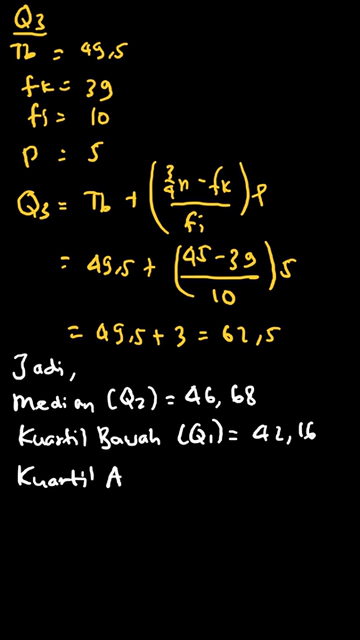 Q3
Tb = 49,5
fk = 39
fi = 10
p = 5
Q3 = Tb + (3/4 n - fk / fi) p
= 49,5 + (45 - 39 / 10) 5
= 49,5 + 3 = 62,5
Jadi,
Median (Q2) = 46,68
Kuartil Bawah (Q1) = 42,16
Kuartil A